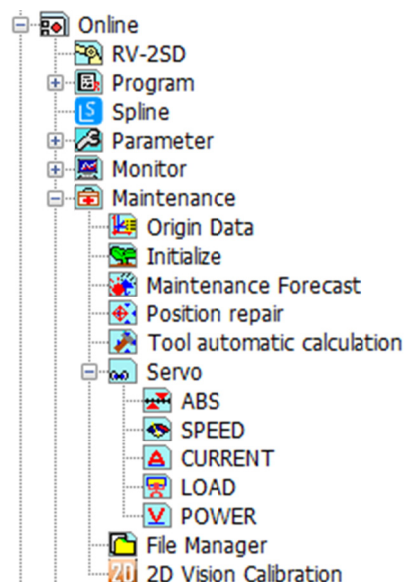 Online
RV-2SD
Program
Spline
Parameter
Monitor
Maintenance
Origin Data
Initialize
Maintenance Forecast
Position repair
Tool automatic calculation
Servo
ABS
SPEED
CURRENT
LOAD
POWER
File Manager
2D Vision Calibration